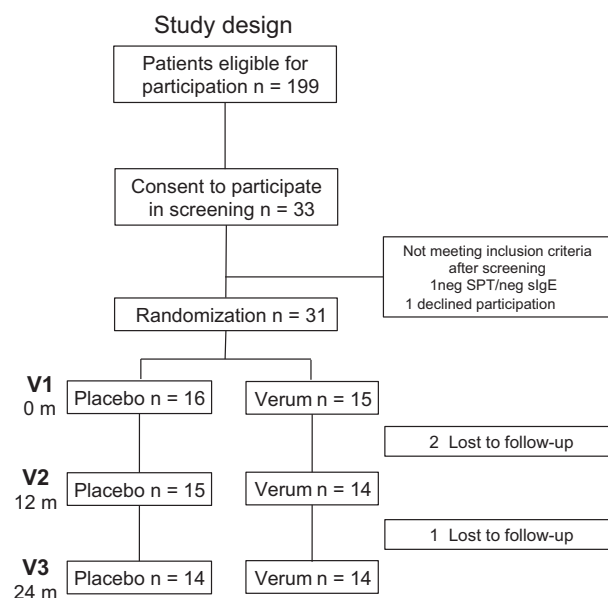 Study design
Patients eligible for
participation n = 199
Consent to participate
in screening n = 33
Not meeting inclusion criteria
after screening
1neg SPT/neg sIgE
1 declined participation
Randomization n = 31
V1
0 m
Placebo n = 16
Verum n = 15
2 Lost to follow-up
V2
12 m
Placebo n = 15
Verum n = 14
1 Lost to follow-up
V3
24 m
Placebo n = 14
Verum n = 14